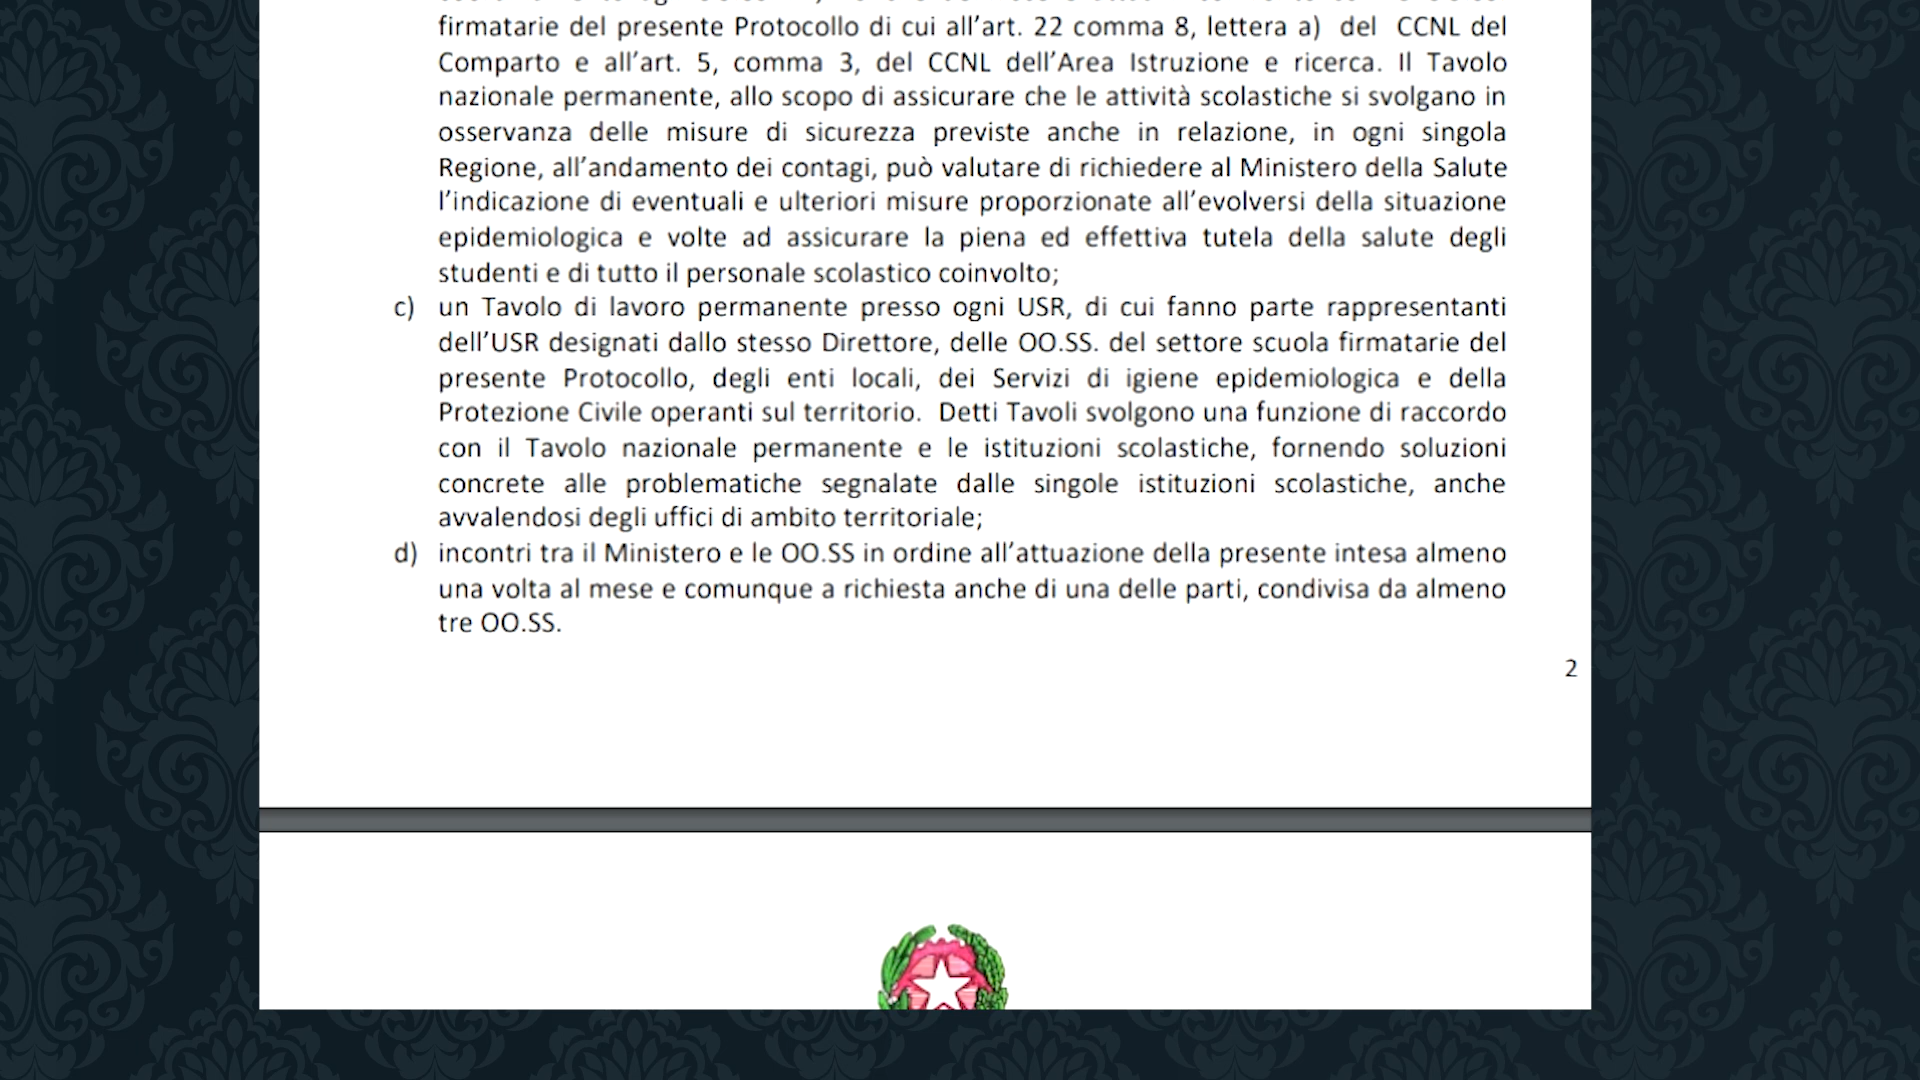 firmatarie del presente Protocollo di cui all’art. 22 comma 8, lettera a) del CCNL del
Comparto e all’art. 5, comma 3, del CCNL dell’Area Istruzione e ricerca. Il Tavolo
nazionale permanente, allo scopo di assicurare che le attività scolastiche si svolgano in
osservanza delle misure di sicurezza previste anche in relazione, in ogni singola
Regione, all’andamento dei contagi, può valutare di richiedere al Ministero della Salute
l’indicazione di eventuali e ulteriori misure proporzionate all’evolversi della situazione
epidemiologica e volte ad assicurare la piena ed effettiva tutela della salute degli
studenti e di tutto il personale scolastico coinvolto;
c) un Tavolo di lavoro permanente presso ogni USR, di cui fanno parte rappresentanti
dell’USR designati dallo stesso Direttore, delle OO.SS. del settore scuola firmatarie del
presente Protocollo, degli enti locali, dei Servizi di igiene epidemiologica e della
Protezione Civile operanti sul territorio. Detti Tavoli svolgono una funzione di raccordo
con il Tavolo nazionale permanente e le istituzioni scolastiche, fornendo soluzioni
concrete alle problematiche segnalate dalle singole istituzioni scolastiche, anche
avvalendosi degli uffici di ambito territoriale;
d) incontri tra il Ministero e le OO.SS in ordine all’attuazione della presente intesa almeno
una volta al mese e comunque a richiesta anche di una delle parti, condivisa da almeno
tre OO.SS.
2